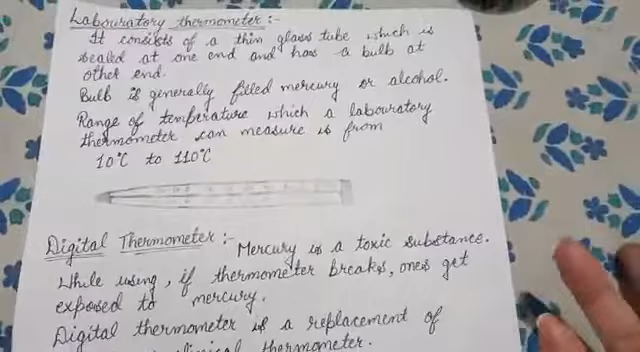 Labouratory thermometer :-
It consists of a thin glass tube which is
sealed at one end and has a bulb at
other end.
Bulb is generally filled mercury or alcohol.
Range of temperature which a labouratory
thermometer can measure is from
10°C to 110°C
Digital Thermometer :- Mercury is a toxic substance.
While using, if thermometer breaks, ones get
exposed to mercury.
Digital thermometer is a replacement of
thermometer.